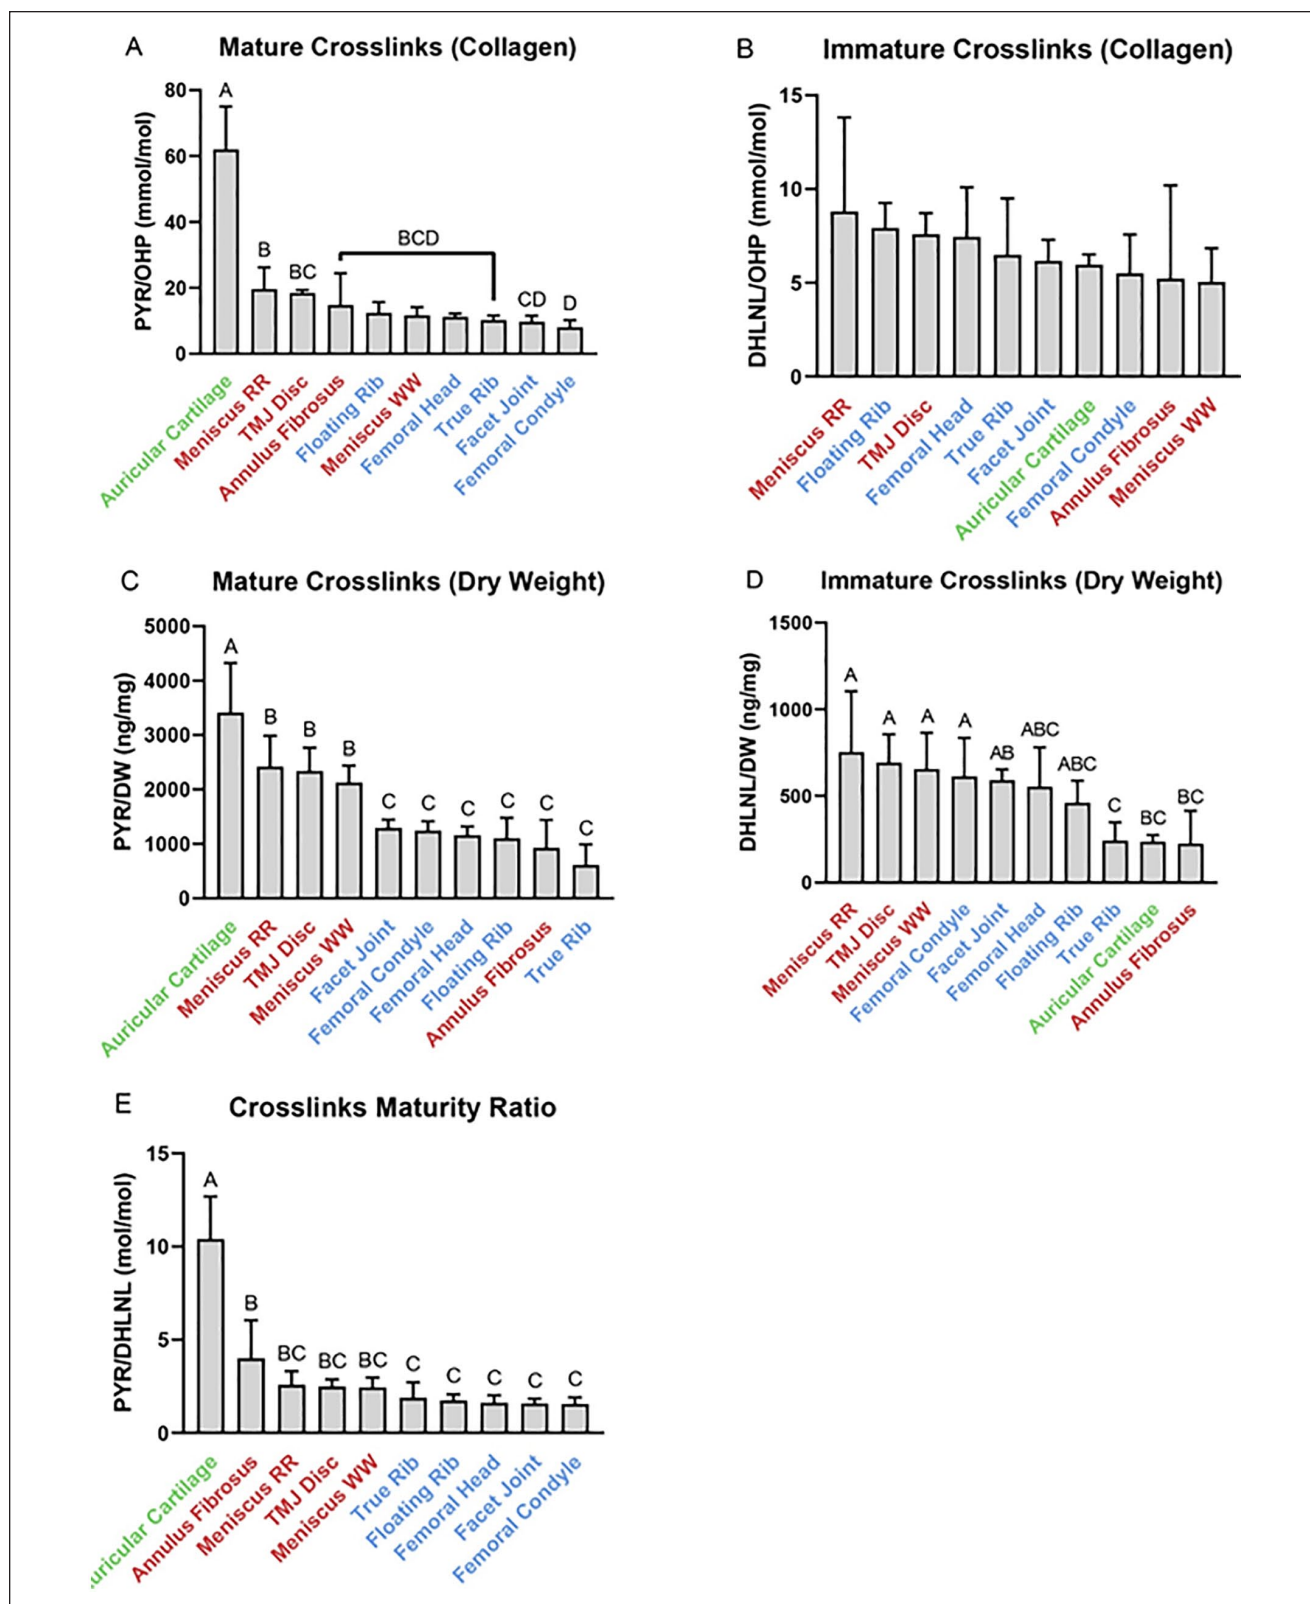 A
Mature Crosslinks (Collagen)
PYR/OHP (mmol/mol)
80
60
40
20
0
A
B
BC
BCD
CD
D
Auricular Cartilage
Meniscus RR
TMJ Disc
Annulus Fibrosus
Floating Rib
Meniscus WW
Femoral Head
True Rib
Facet Joint
Femoral Condyle
B
Immature Crosslinks (Collagen)
DHLNL/OHP (mmol/mol)
15
10
5
0
Meniscus RR
Floating Rib
TMJ Disc
Femoral Head
True Rib
Facet Joint
Auricular Cartilage
Femoral Condyle
Annulus Fibrosus
Meniscus WW
C
Mature Crosslinks (Dry Weight)
PYR/DW (ng/mg)
5000
4000
3000
2000
1000
0
A
B
B
B
C
C
C
C
C
C
Auricular Cartilage
Meniscus RR
TMJ Disc
Meniscus WW
Facet Joint
Femoral Condyle
Femoral Head
Floating Rib
Annulus Fibrosus
True Rib
D
Immature Crosslinks (Dry Weight)
DHLNL/DW (ng/mg)
1500
1000
500
0
A
A
A
A
AB
ABC
ABC
C
BC
BC
Meniscus RR
TMJ Disc
Meniscus WW
Femoral Condyle
Facet Joint
Femoral Head
Floating Rib
True Rib
Auricular Cartilage
Annulus Fibrosus
E
Crosslinks Maturity Ratio
PYR/DHLNL (mol/mol)
15
10
5
0
A
B
BC
BC
BC
C
C
C
C
C
uricular Cartilage
Annulus Fibrosus
Meniscus RR
TMJ Disc
Meniscus WW
True Rib
Floating Rib
Femoral Head
Facet Joint
Femoral Condyle